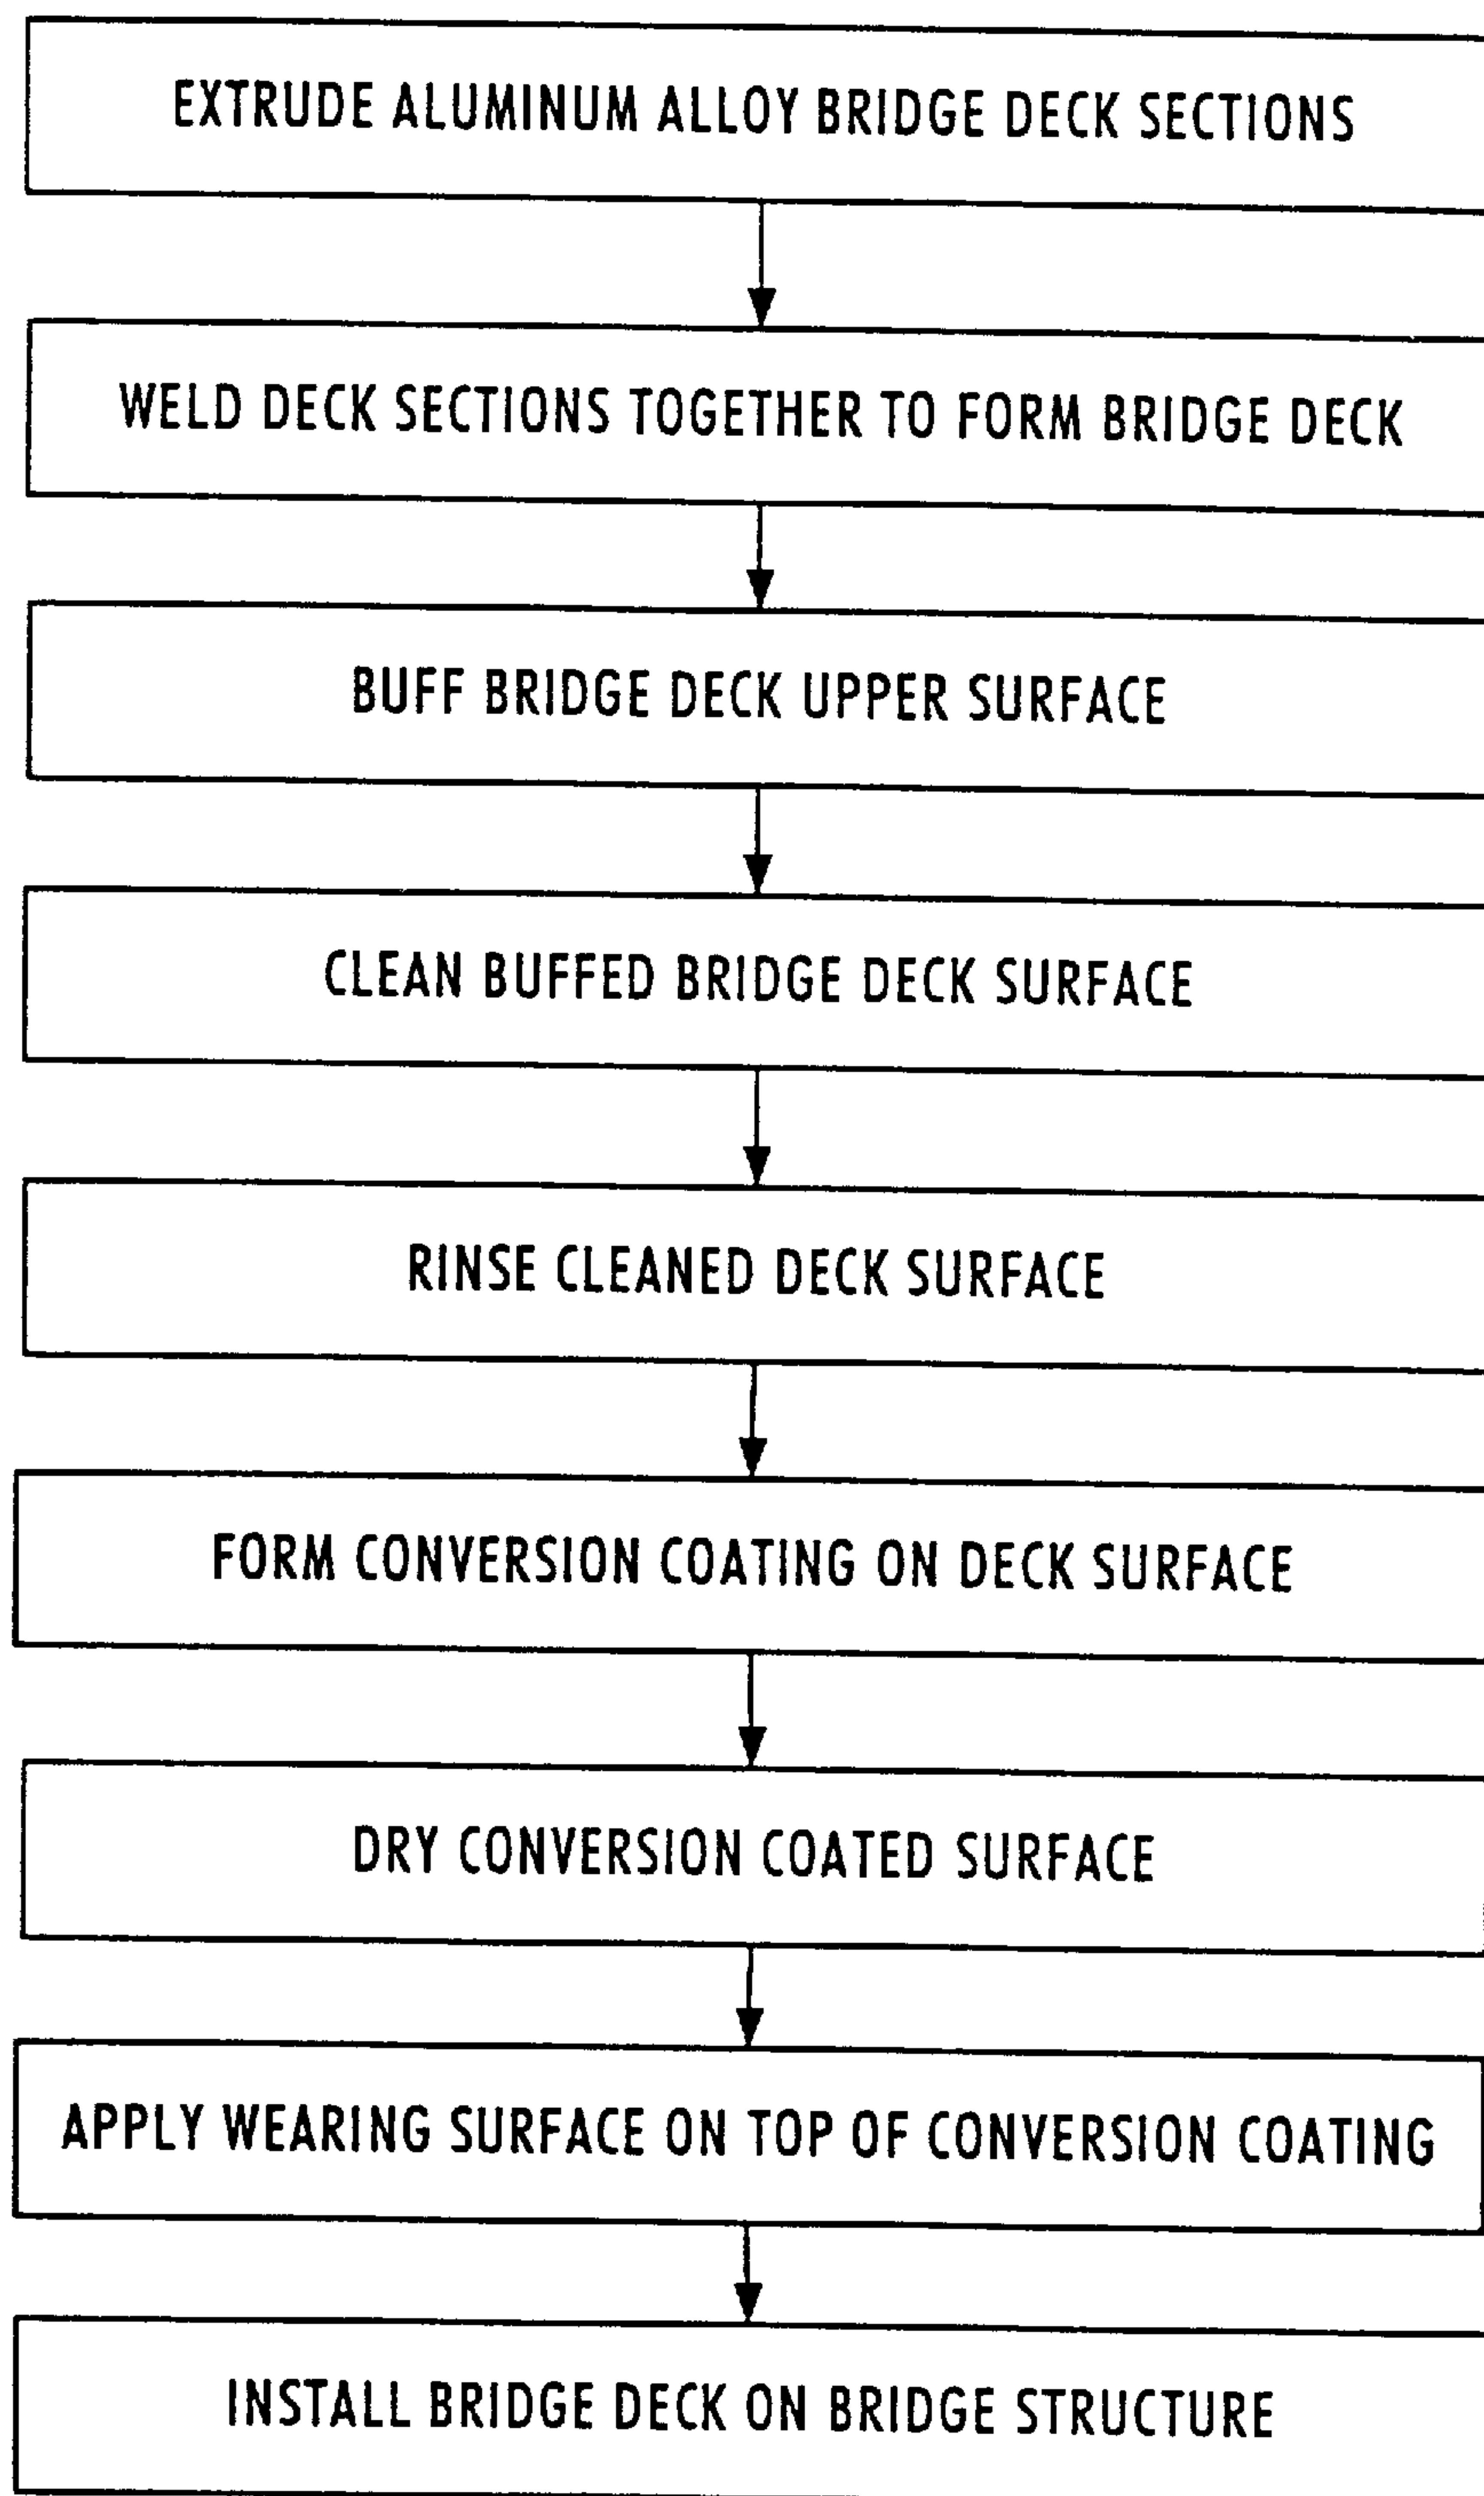 EXTRUDE ALUMINUM ALLOY BRIDGE DECK SECTIONS
WELD DECK SECTIONS TOGETHER TO FORM BRIDGE DECK
BUFF BRIDGE DECK UPPER SURFACE
CLEAN BUFFED BRIDGE DECK SURFACE
RINSE CLEANED DECK SURFACE
FORM CONVERSION COATING ON DECK SURFACE
DRY CONVERSION COATED SURFACE
APPLY WEARING SURFACE ON TOP OF CONVERSION COATING
INSTALL BRIDGE DECK ON BRIDGE STRUCTURE